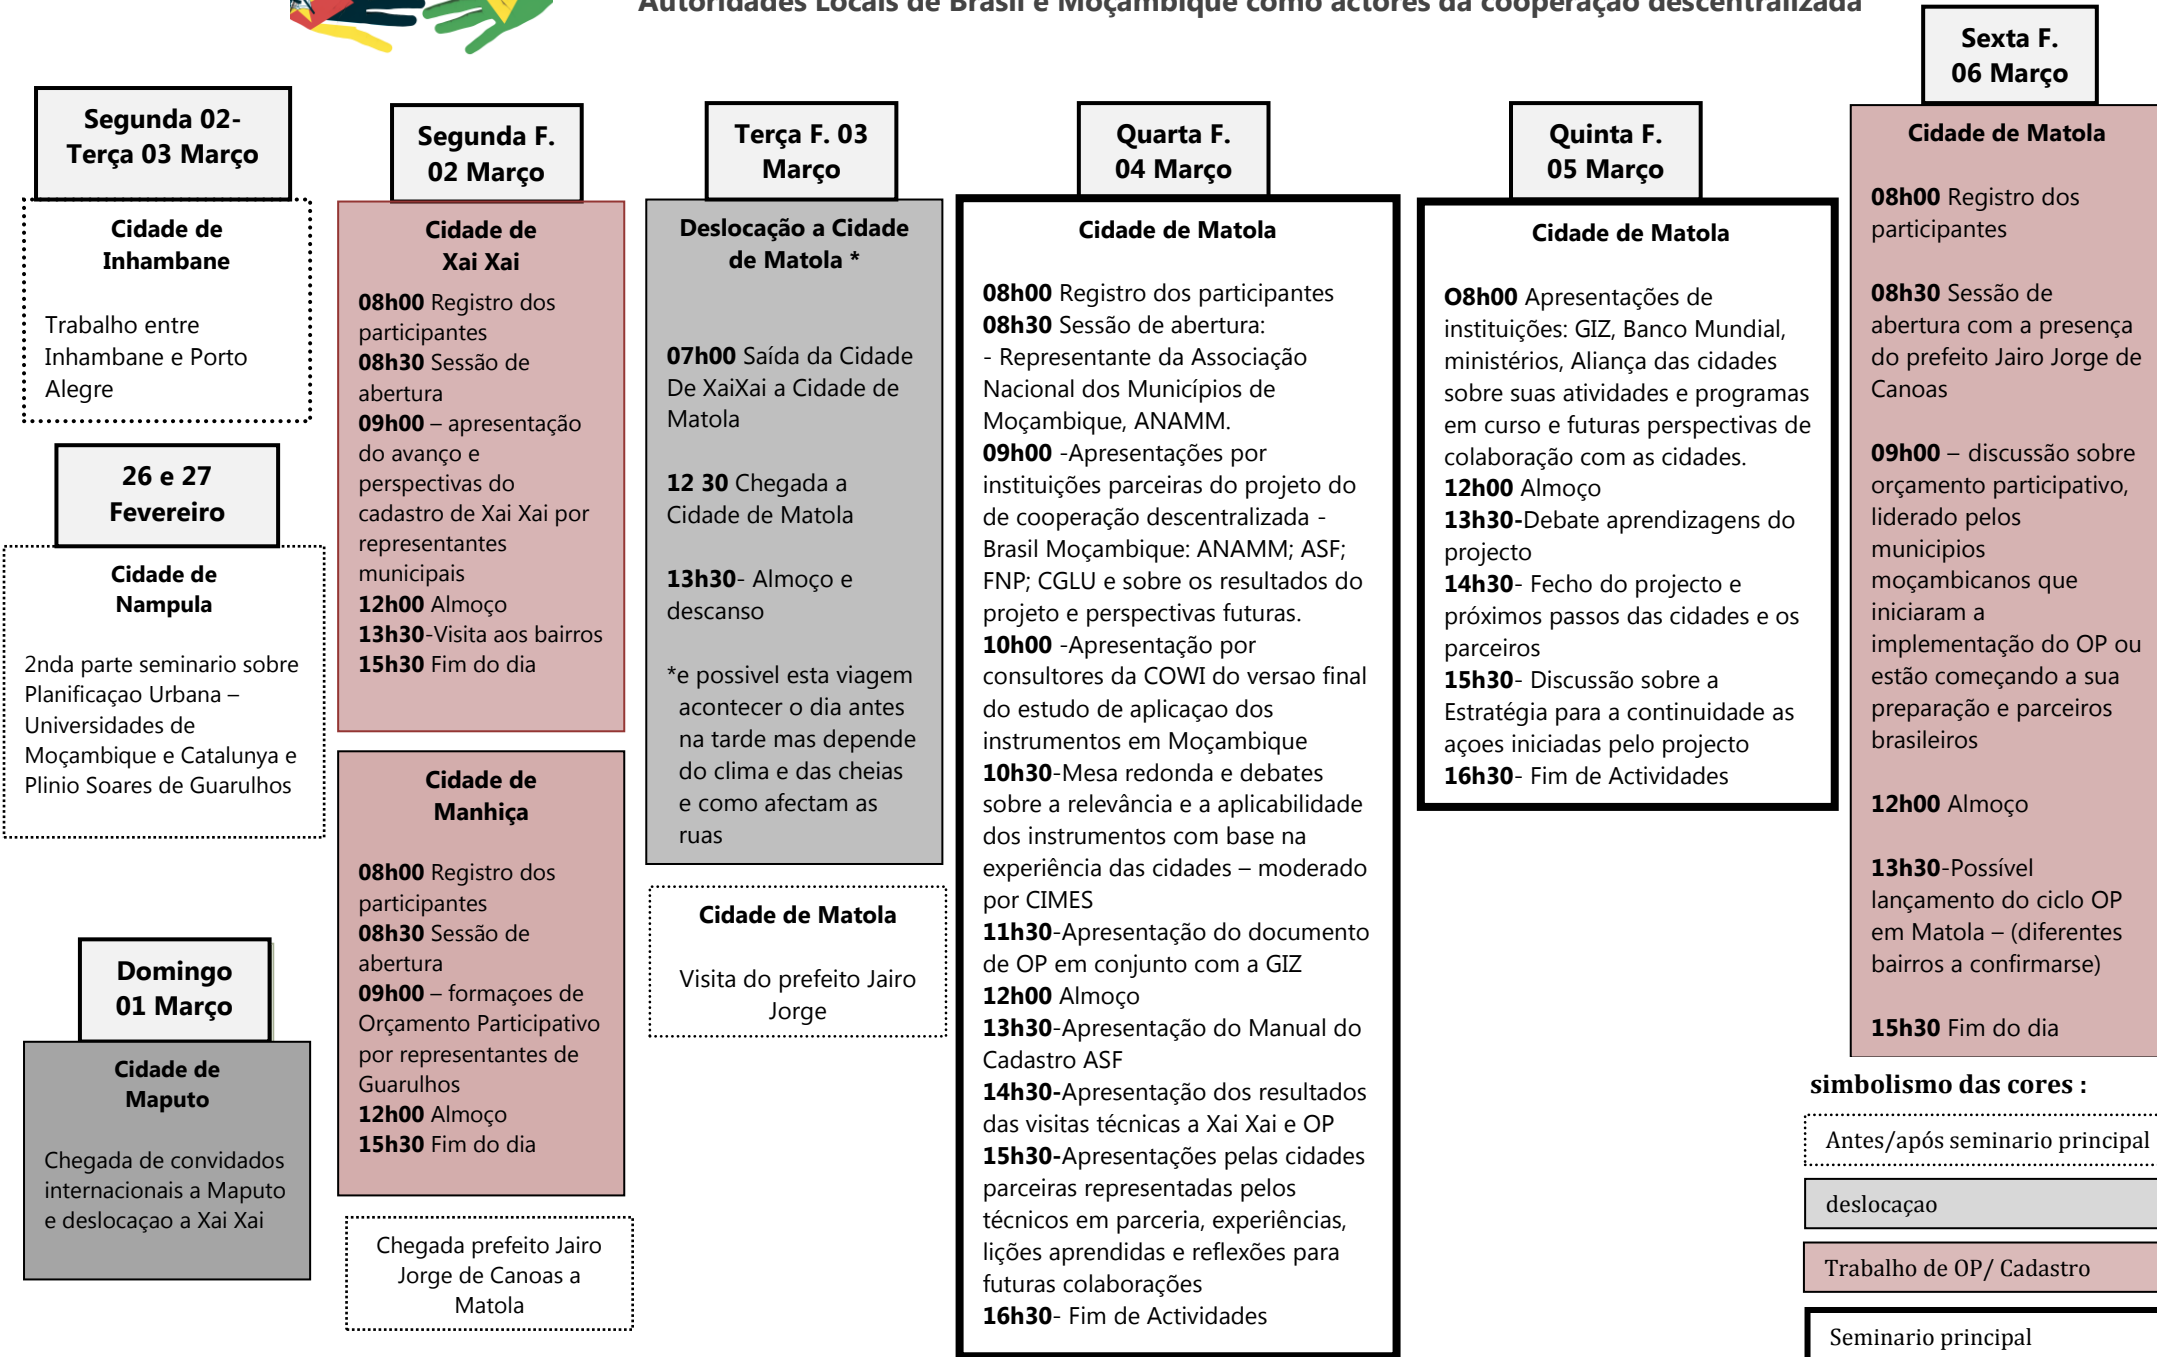 Autoridades Locais de Brasil e Moçambique como actores da cooperação descentralizada
Segunda 02-
Terça 03 Março
Cidade de
Inhambane
Trabalho entre
Inhambane e Porto
Alegre
26 e 27
Fevereiro
Cidade de
Nampula
2nda parte seminario sobre
Planificaçao Urbana –
Universidades de
Moçambique e Catalunya e
Plinio Soares de Guarulhos
Domingo
01 Março
Cidade de
Maputo
Chegada de convidados
internacionais a Maputo
e deslocaçao a Xai Xai
Segunda F.
02 Março
Cidade de
Xai Xai
08h00 Registro dos
participantes
08h30 Sessão de
abertura
09h00 – apresentação
do avanço e
perspectivas do
cadastro de Xai Xai por
representantes
municipais
12h00 Almoço
13h30-Visita aos bairros
15h30 Fim do dia
Cidade de
Manhiça
08h00 Registro dos
participantes
08h30 Sessão de
abertura
09h00 – formaçoes de
Orçamento Participativo
por representantes de
Guarulhos
12h00 Almoço
15h30 Fim do dia
Chegada prefeito Jairo
Jorge de Canoas a
Matola
Terça F. 03
Março
Deslocação a Cidade
de Matola *
07h00 Saída da Cidade
De XaiXai a Cidade de
Matola
12 30 Chegada a
Cidade de Matola
13h30- Almoço e
descanso
*e possivel esta viagem
acontecer o dia antes
na tarde mas depende
do clima e das cheias
e como afectam as
ruas
Cidade de Matola
Visita do prefeito Jairo
Jorge
Quarta F.
04 Março
Cidade de Matola
08h00 Registro dos participantes
08h30 Sessão de abertura:
- Representante da Associação
Nacional dos Municípios de
Moçambique, ANAMM.
09h00 -Apresentações por
instituições parceiras do projeto do
de cooperação descentralizada -
Brasil Moçambique: ANAMM; ASF;
FNP; CGLU e sobre os resultados do
projeto e perspectivas futuras.
10h00 -Apresentação por
consultores da COWI do versao final
do estudo de aplicaçao dos
instrumentos em Moçambique
10h30-Mesa redonda e debates
sobre a relevância e a aplicabilidade
dos instrumentos com base na
experiência das cidades – moderado
por CIMES
11h30-Apresentação do documento
de OP em conjunto com a GIZ
12h00 Almoço
13h30-Apresentação do Manual do
Cadastro ASF
14h30-Apresentação dos resultados
das visitas técnicas a Xai Xai e OP
15h30-Apresentações pelas cidades
parceiras representadas pelos
técnicos em parceria, experiências,
lições aprendidas e reflexões para
futuras colaborações
16h30- Fim de Actividades
Quinta F.
05 Março
Cidade de Matola
O8h00 Apresentações de
instituições: GIZ, Banco Mundial,
ministérios, Aliança das cidades
sobre suas atividades e programas
em curso e futuras perspectivas de
colaboração com as cidades.
12h00 Almoço
13h30-Debate aprendizagens do
projecto
14h30- Fecho do projecto e
próximos passos das cidades e os
parceiros
15h30- Discussão sobre a
Estratégia para a continuidade as
açoes iniciadas pelo projecto
16h30- Fim de Actividades
Sexta F.
06 Março
Cidade de Matola
08h00 Registro dos
participantes
08h30 Sessão de
abertura com a presença
do prefeito Jairo Jorge de
Canoas
09h00 – discussão sobre
orçamento participativo,
liderado pelos
municipios
moçambicanos que
iniciaram a
implementação do OP ou
estão começando a sua
preparação e parceiros
brasileiros
12h00 Almoço
13h30-Possível
lançamento do ciclo OP
em Matola – (diferentes
bairros a confirmarse)
15h30 Fim do dia
simbolismo das cores :
Antes/após seminario principal
deslocaçao
Trabalho de OP/ Cadastro
Seminario principal